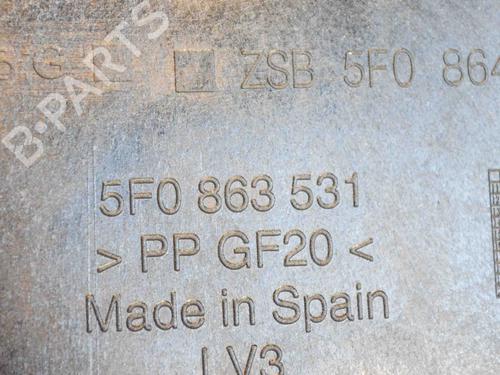 ZSB 5F0 864
5F0 863 531
> PP GF20 <
Made in Spain
LV3
B-PARTS